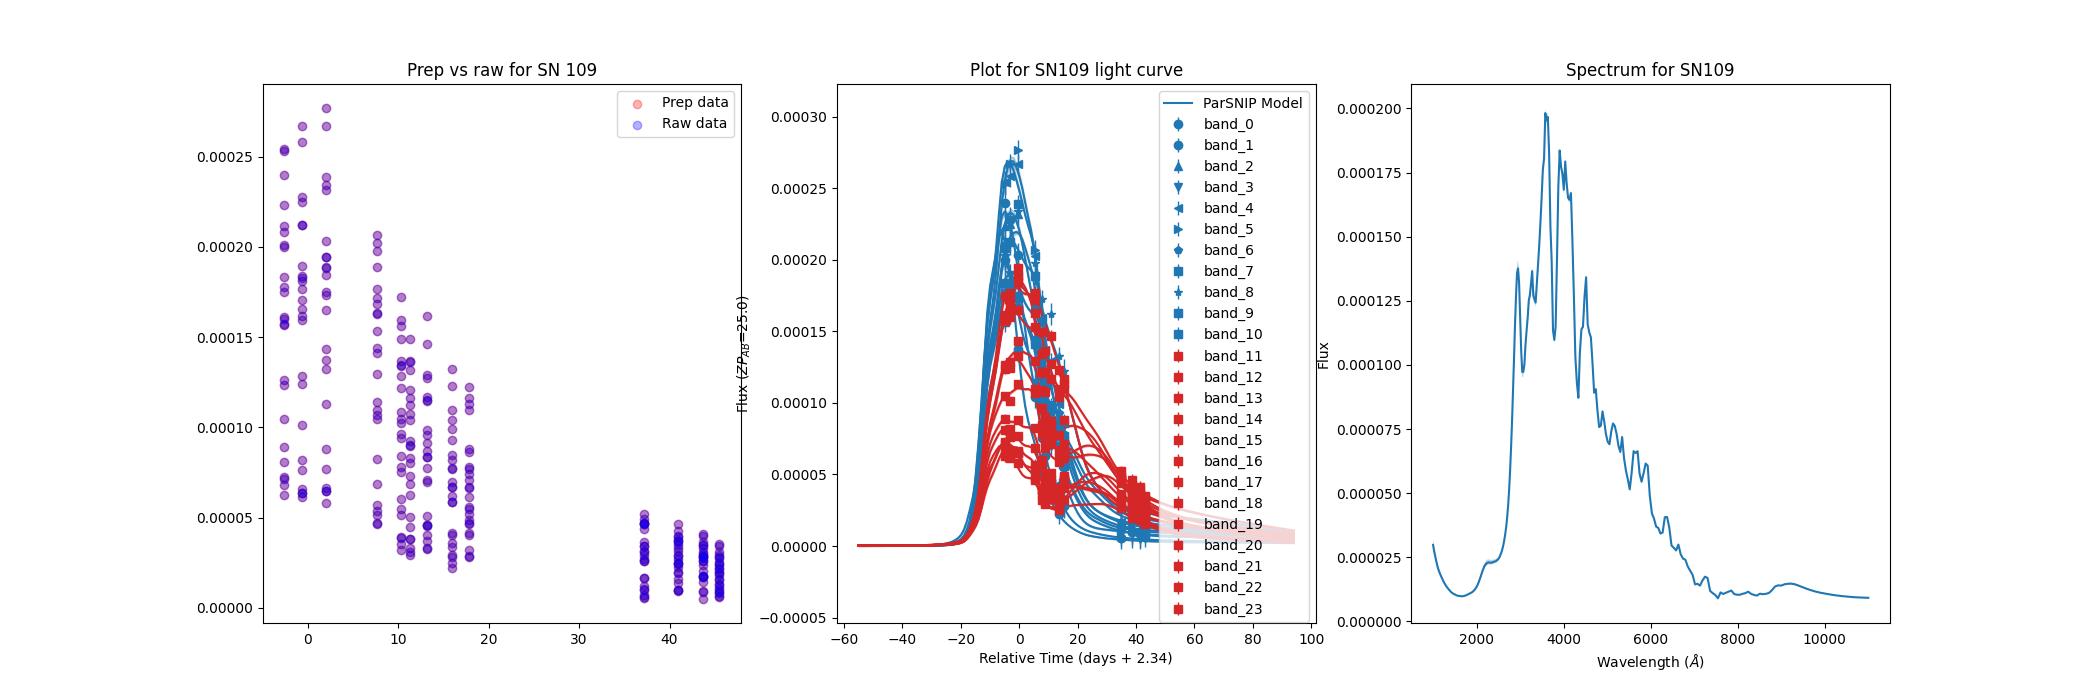 Prep vs raw for SN 109
Prep data
Raw data
0.00025
0.00020
0.00015
0.00010
0.00005
0.00000
0
10
20
30
40
Plot for SN109 light curve
ParSNIP Model
band_0
band_1
band_2
band_3
band_4
band_5
band_6
band_7
band_8
band_9
band_10
band_11
band_12
band_13
band_14
band_15
band_16
band_17
band_18
band_19
band_20
band_21
band_22
band_23
Flux (ZP_AB=25.0)
0.00030
0.00025
0.00020
0.00015
0.00010
0.00005
0.00000
−0.00005
−60
−40
−20
0
20
40
60
80
100
Relative Time (days + 2.34)
Spectrum for SN109
Flux
0.000200
0.000175
0.000150
0.000125
0.000100
0.000075
0.000050
0.000025
0.000000
2000
4000
6000
8000
10000
Wavelength (Å)